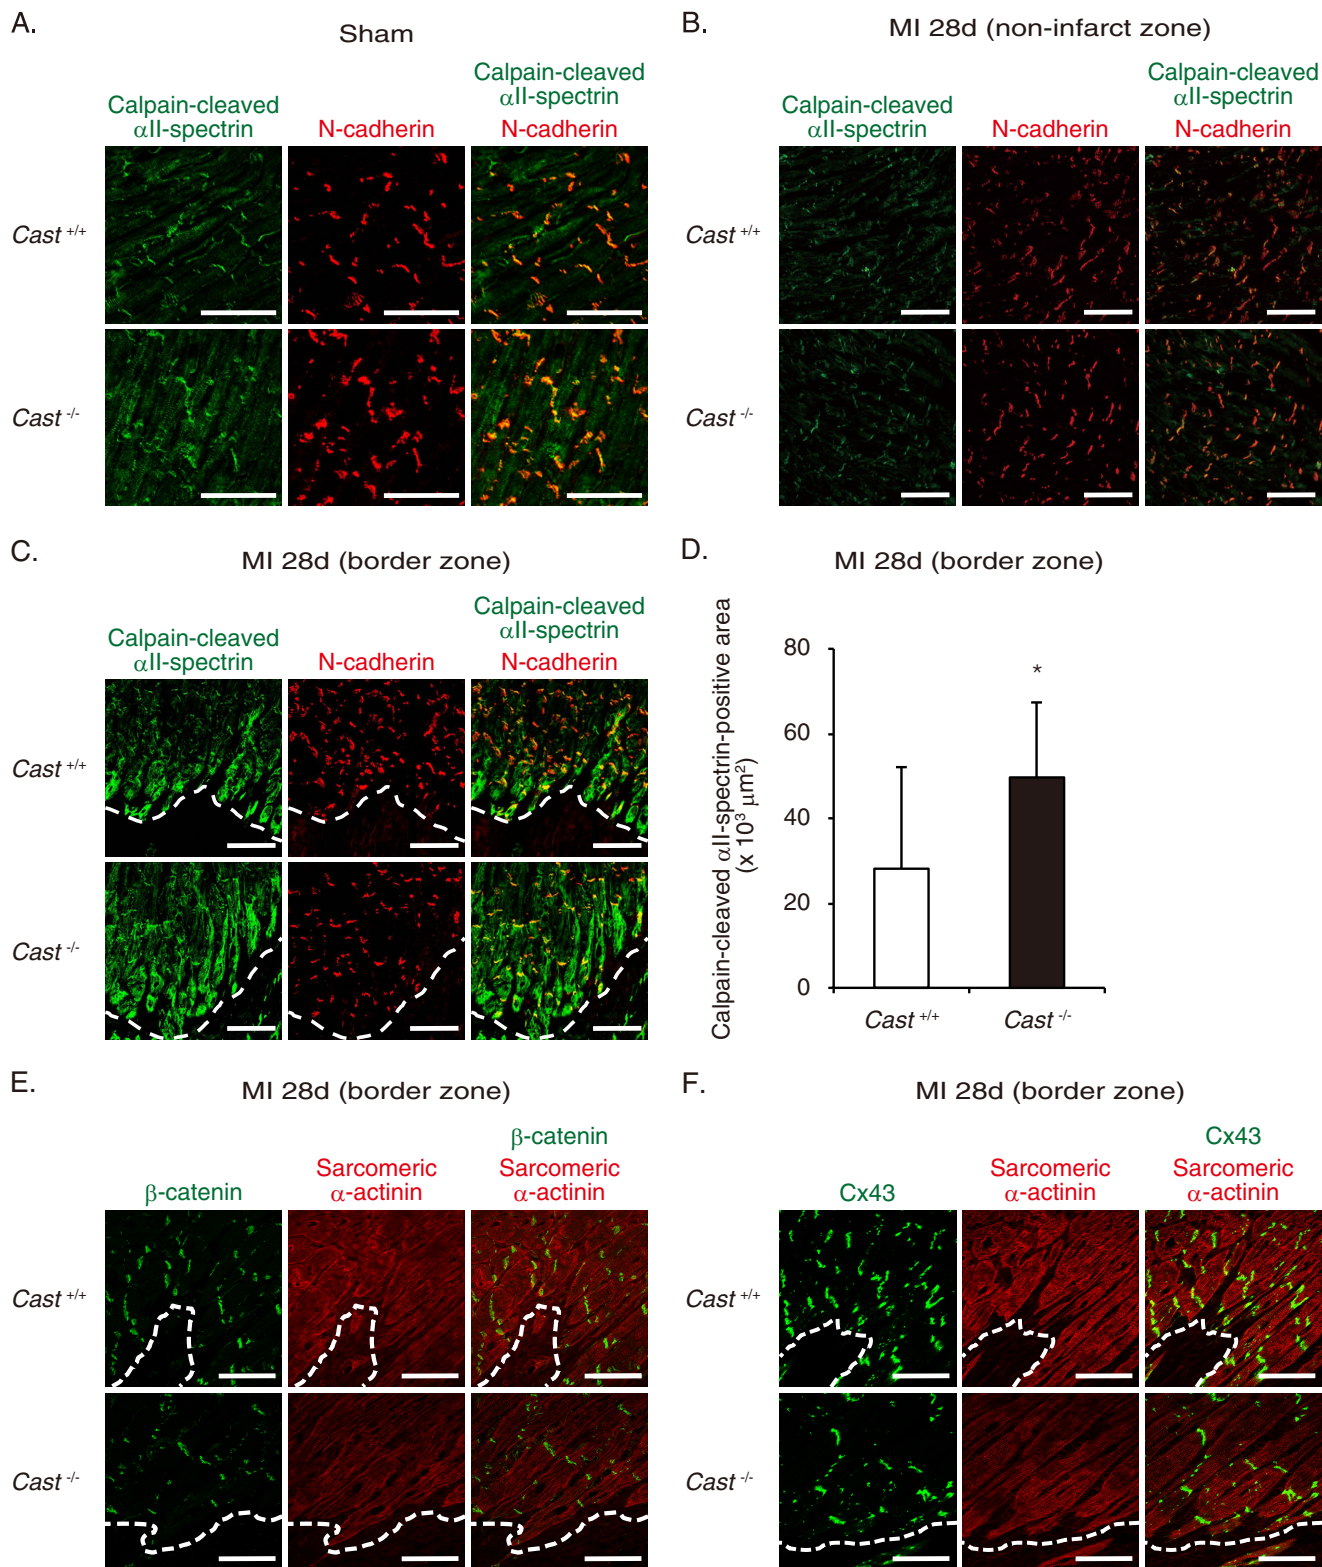 A.
Sham
Calpain-cleaved
αII-spectrin
N-cadherin
Calpain-cleaved
αII-spectrin
N-cadherin
Cast +/+
Cast -/-
B.
MI 28d (non-infarct zone)
Calpain-cleaved
αII-spectrin
N-cadherin
Calpain-cleaved
αII-spectrin
N-cadherin
Cast +/+
Cast -/-
C.
MI 28d (border zone)
Calpain-cleaved
αII-spectrin
N-cadherin
Calpain-cleaved
αII-spectrin
N-cadherin
Cast +/+
Cast -/-
D.
MI 28d (border zone)
Calpain-cleaved αII-spectrin-positive area
(x 10³ μm²)
80
60
40
20
0
*
Cast +/+
Cast -/-
E.
MI 28d (border zone)
β-catenin
Sarcomeric
α-actinin
β-catenin
Sarcomeric
α-actinin
Cast +/+
Cast -/-
F.
MI 28d (border zone)
Cx43
Sarcomeric
α-actinin
Cx43
Sarcomeric
α-actinin
Cast +/+
Cast -/-